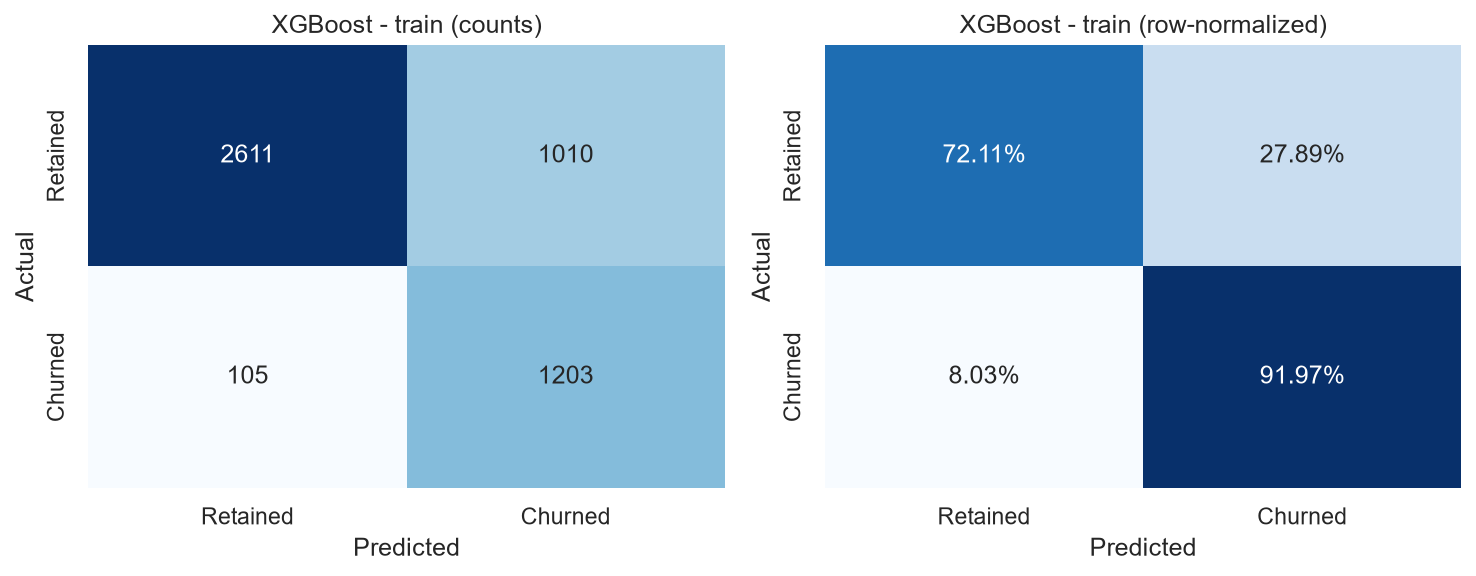 XGBoost - train (counts)
Actual
Retained
2611
1010
Churned
105
1203
Retained
Churned
Predicted
XGBoost - train (row-normalized)
Actual
Retained
72.11%
27.89%
Churned
8.03%
91.97%
Retained
Churned
Predicted